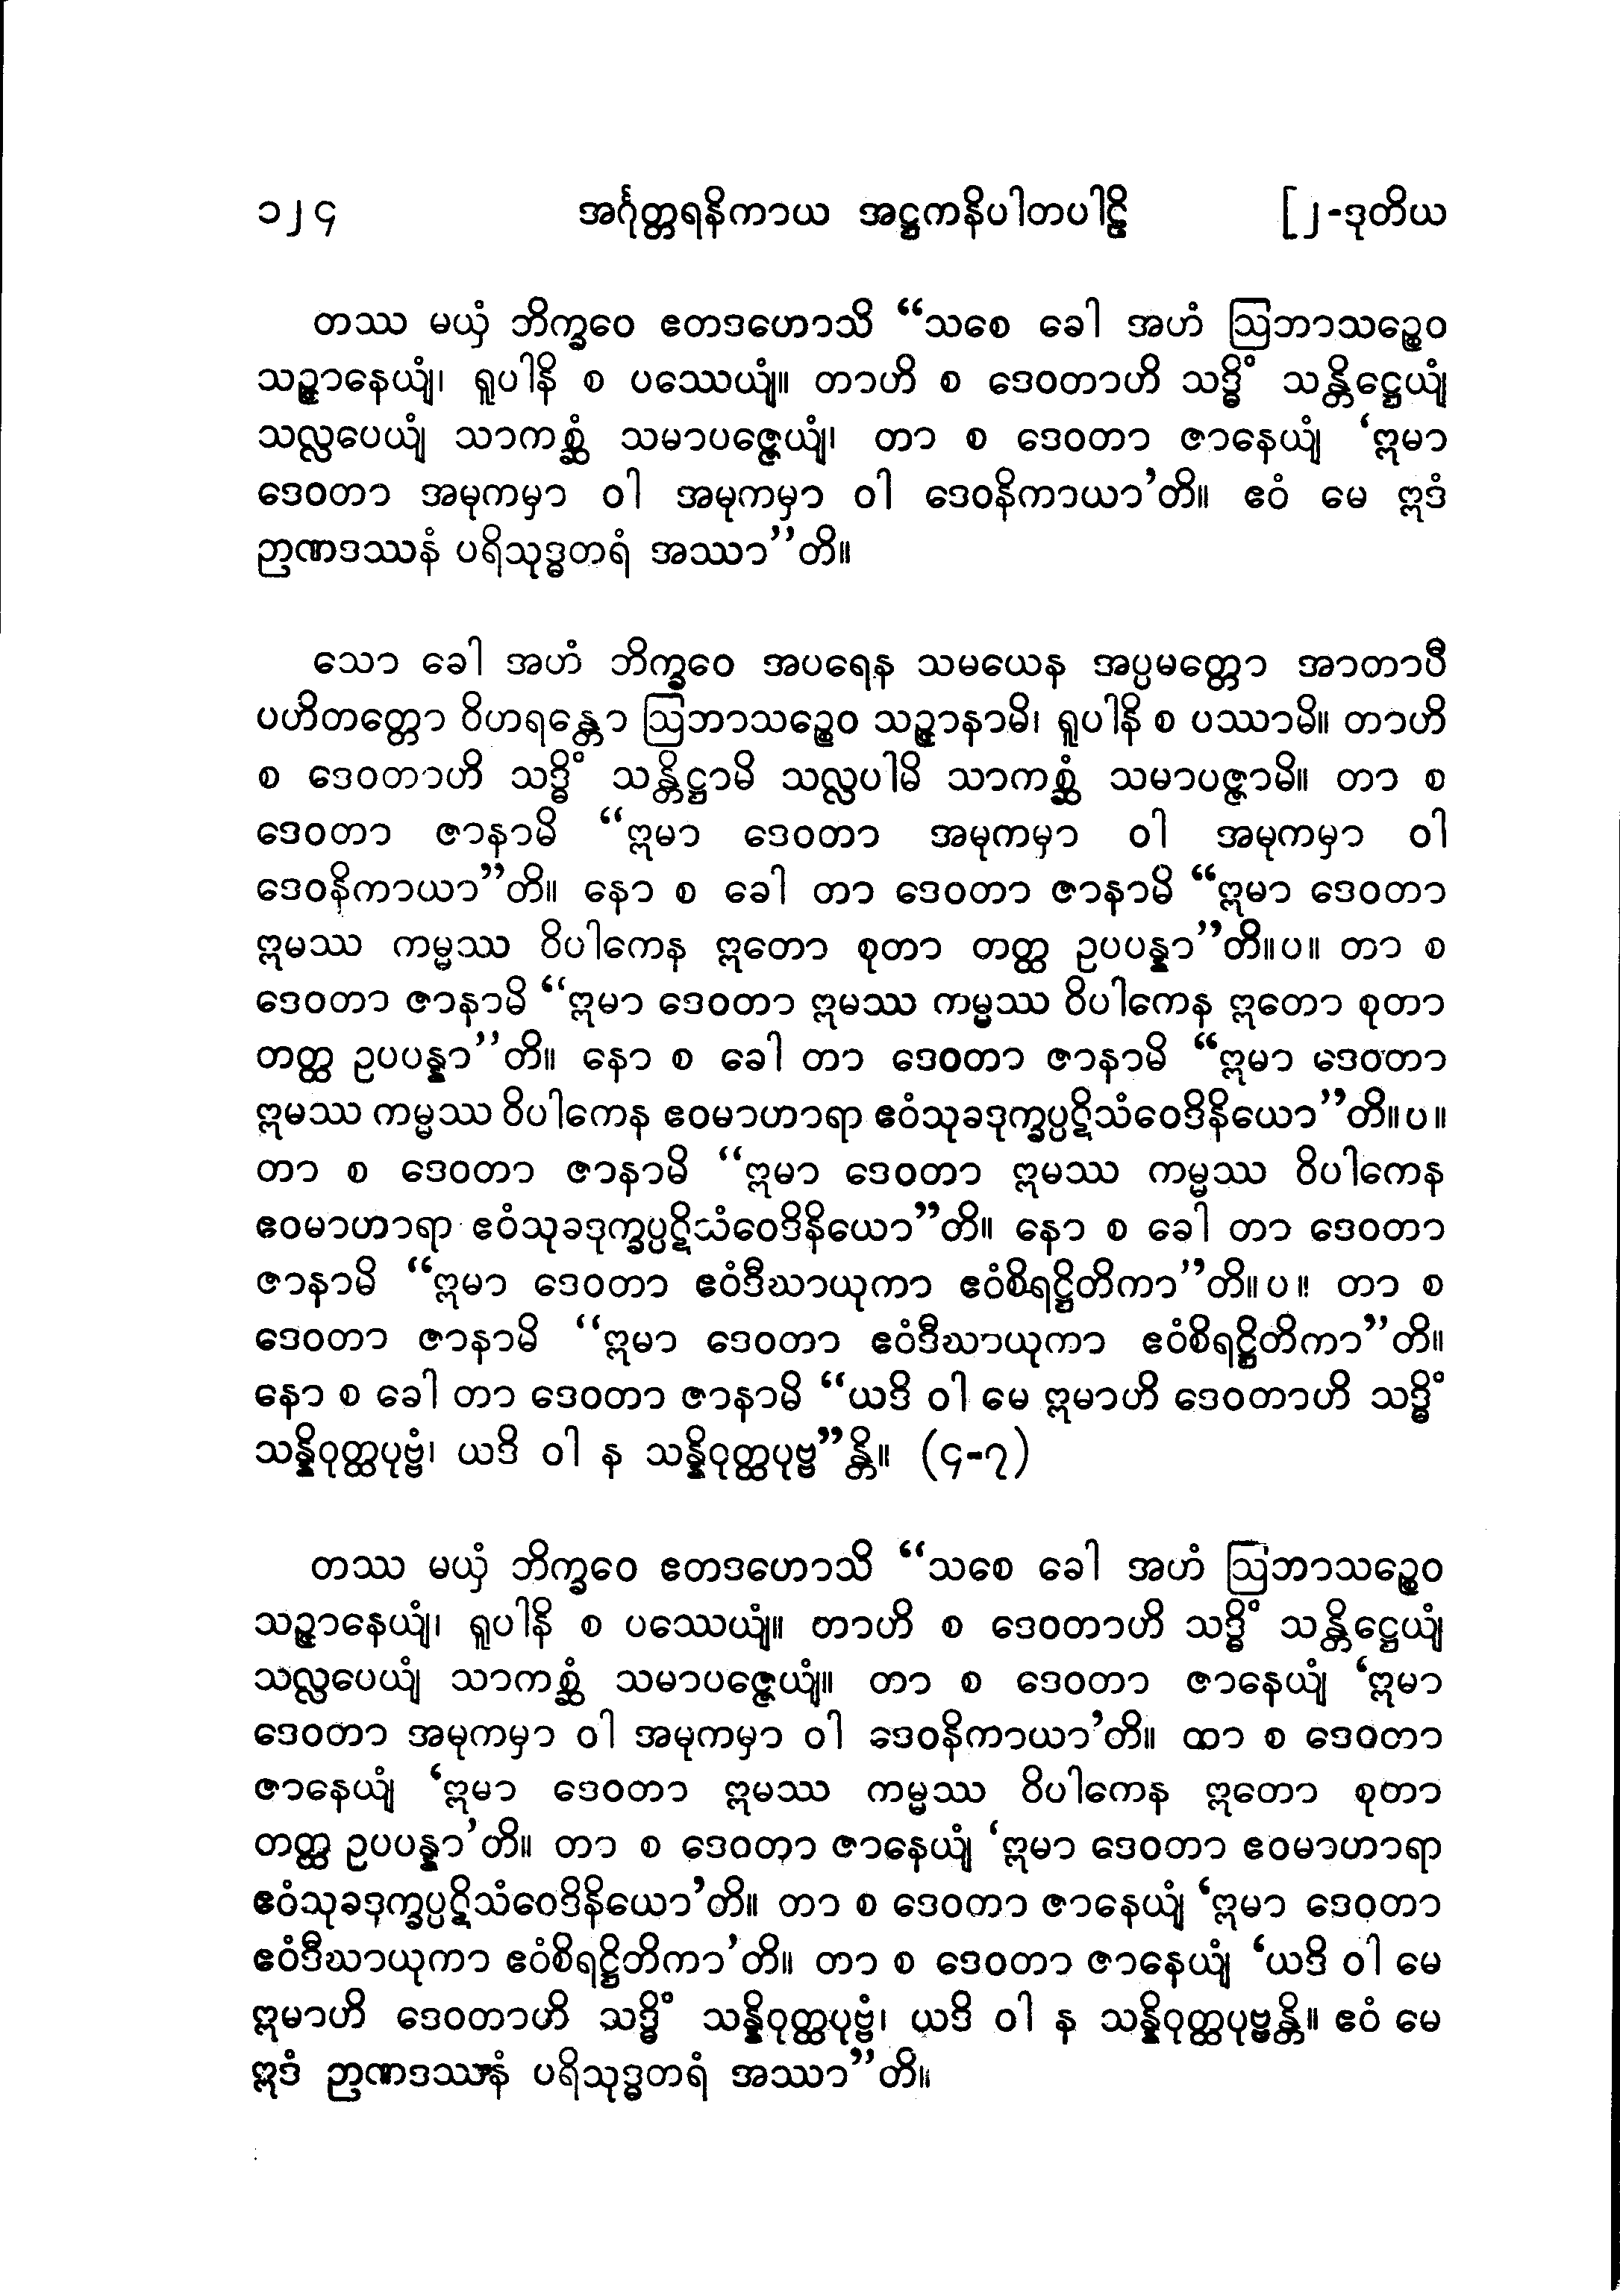 ၁၂၄ အင်္ဂုတ္တရနိကာယ အဋ္ဌကနိပါတပါဠိ [၂-ဒုတိယ
တဿ မယှံ ဘိက္ခဝေ ဧတဒဟောသိ “သစေ ခေါ အဟံ ဩဘာသဉ္စေဝ
သဉ္ဇာနေယျံ၊ ရူပါနိ စ ပဿေယျံ။ တာဟိ စ ဒေဝတာဟိ သဒ္ဓိံ သန္တိဋ္ဌေယျံ
သလ္လပေယျံ သာကစ္ဆံ သမာပဇ္ဇေယျံ၊ တာ စ ဒေဝတာ ဇာနေယျံ ‘ဣမာ
ဒေဝတာ အမုကမှာ ဝါ အမုကမှာ ဝါ ဒေဝနိကာယာ’တိ။ ဧဝံ မေ ဣဒံ
ဉာဏဒဿနံ ပရိသုဒ္ဓတရံ အဿာ”တိ။
သော ခေါ အဟံ ဘိက္ခဝေ အပရေန သမယေန အပ္ပမတ္တော အာတာပီ
ပဟိတတ္တော ဝိဟရန္တော ဩဘာသဉ္စေဝ သဉ္ဇာနာမိ၊ ရူပါနိ စ ပဿာမိ။ တာဟိ
စ ဒေဝတာဟိ သဒ္ဓိံ သန္တိဋ္ဌာမိ သလ္လပါမိ သာကစ္ဆံ သမာပဇ္ဇာမိ။ တာ စ
ဒေဝတာ ဇာနာမိ “ဣမာ ဒေဝတာ အမုကမှာ ဝါ အမုကမှာ ဝါ
ဒေဝနိကာယာ”တိ။ နော စ ခေါ တာ ဒေဝတာ ဇာနာမိ “ဣမာ ဒေဝတာ
ဣမဿ ကမ္မဿ ဝိပါကေန ဣတော စုတာ တတ္ထ ဥပပန္နာ”တိ။ပ။ တာ စ
ဒေဝတာ ဇာနာမိ “ဣမာ ဒေဝတာ ဣမဿ ကမ္မဿ ဝိပါကေန ဣတော စုတာ
တတ္ထ ဥပပန္နာ”တိ။ နော စ ခေါ တာ ဒေဝတာ ဇာနာမိ “ဣမာ ဒေဝတာ
ဣမဿ ကမ္မဿ ဝိပါကေန ဧဝမာဟာရာ ဧဝံသုခဒုက္ခပ္ပဋိသံဝေဒိနိယော”တိ။ပ။
တာ စ ဒေဝတာ ဇာနာမိ “ဣမာ ဒေဝတာ ဣမဿ ကမ္မဿ ဝိပါကေန
ဧဝမာဟာရာ ဧဝံသုခဒုက္ခပ္ပဋိသံဝေဒိနိယော”တိ။ နော စ ခေါ တာ ဒေဝတာ
ဇာနာမိ “ဣမာ ဒေဝတာ ဧဝံဒီဃာယုကာ ဧဝံစိရဋ္ဌိတိကာ”တိ။ပ။ တာ စ
ဒေဝတာ ဇာနာမိ “ဣမာ ဒေဝတာ ဧဝံဒီဃာယုကာ ဧဝံစိရဋ္ဌိတိကာ”တိ။
နော စ ခေါ တာ ဒေဝတာ ဇာနာမိ “ယဒိ ဝါ မေ ဣမာဟိ ဒေဝတာဟိ သဒ္ဓိံ
သန္နိဝုတ္ထပုဗ္ဗံ၊ ယဒိ ဝါ န သန္နိဝုတ္ထပုဗ္ဗ”န္တိ။ (၄-၇)
တဿ မယှံ ဘိက္ခဝေ ဧတဒဟောသိ “သစေ ခေါ အဟံ ဩဘာသဉ္စေဝ
သဉ္ဇာနေယျံ၊ ရူပါနိ စ ပဿေယျံ။ တာဟိ စ ဒေဝတာဟိ သဒ္ဓိံ သန္တိဋ္ဌေယျံ
သလ္လပေယျံ သာကစ္ဆံ သမာပဇ္ဇေယျံ။ တာ စ ဒေဝတာ ဇာနေယျံ ‘ဣမာ
ဒေဝတာ အမုကမှာ ဝါ အမုကမှာ ဝါ ဒေဝနိကာယာ’တိ။ တာ စ ဒေဝတာ
ဇာနေယျံ ‘ဣမာ ဒေဝတာ ဣမဿ ကမ္မဿ ဝိပါကေန ဣတော စုတာ
တတ္ထ ဥပပန္နာ’တိ။ တာ စ ဒေဝတာ ဇာနေယျံ ‘ဣမာ ဒေဝတာ ဧဝမာဟာရာ
ဧဝံသုခဒုက္ခပ္ပဋိသံဝေဒိနိယော’တိ။ တာ စ ဒေဝတာ ဇာနေယျံ ‘ဣမာ ဒေဝတာ
ဧဝံဒီဃာယုကာ ဧဝံစိရဋ္ဌိတိကာ’တိ။ တာ စ ဒေဝတာ ဇာနေယျံ ‘ယဒိ ဝါ မေ
ဣမာဟိ ဒေဝတာဟိ သဒ္ဓိံ သန္နိဝုတ္ထပုဗ္ဗံ၊ ယဒိ ဝါ န သန္နိဝုတ္ထပုဗ္ဗန္တိ။ ဧဝံ မေ
ဣဒံ ဉာဏဒဿနံ ပရိသုဒ္ဓတရံ အဿာ”တိ။